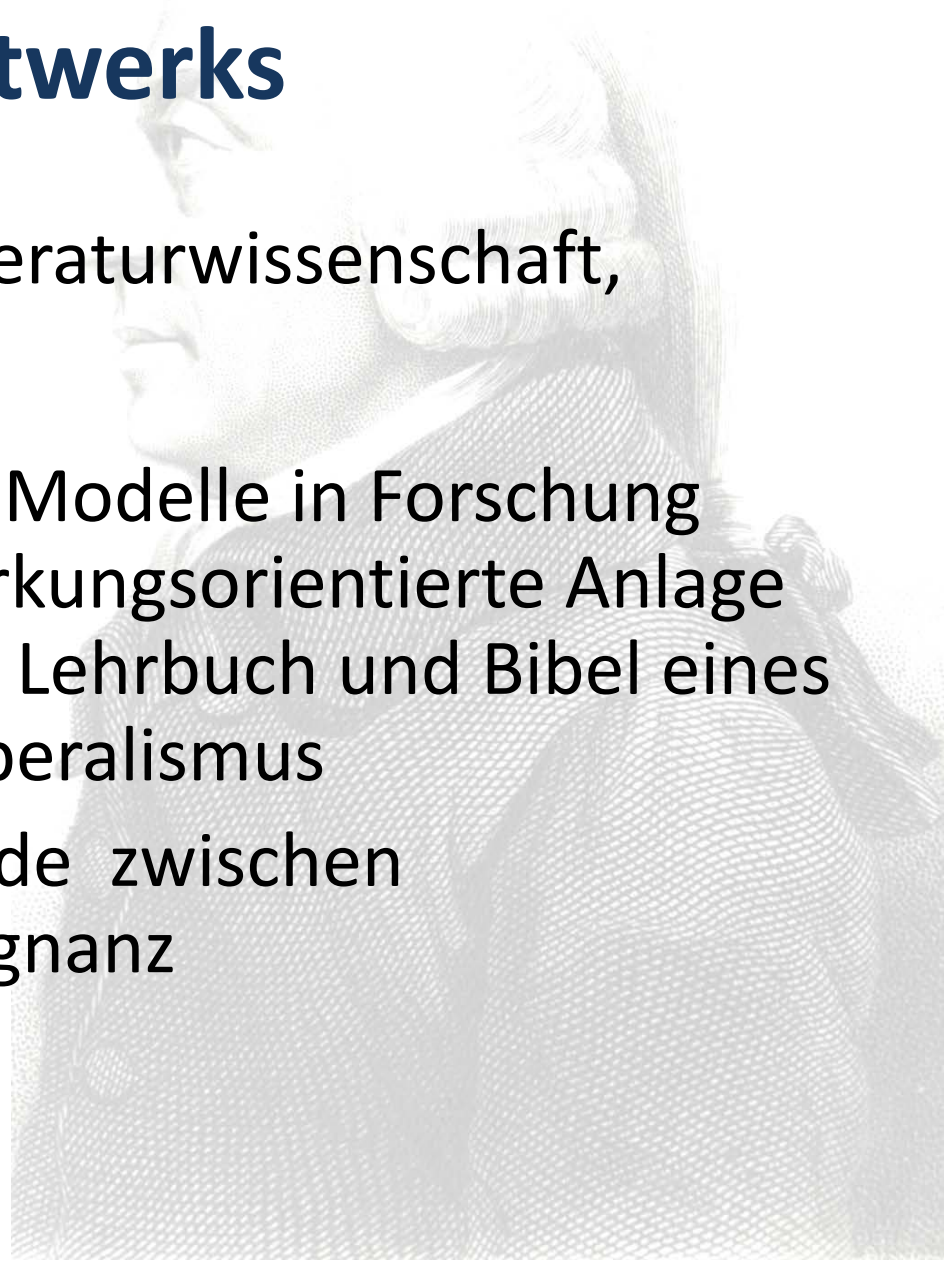 twerks
eraturwissenschaft,
Modelle in Forschung
rkungsorientierte Anlage
Lehrbuch und Bibel eines
beralismus
de zwischen
gnanz